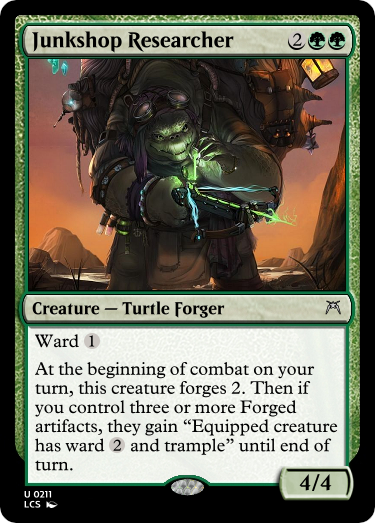 Junkshop Researcher 2
Creature — Turtle Forger
Ward 1
At the beginning of combat on your
turn, this creature forges 2. Then if
you control three or more Forged
artifacts, they gain “Equipped creature
has ward 2 and trample” until end of
turn.
4/4
U 0211
LCS